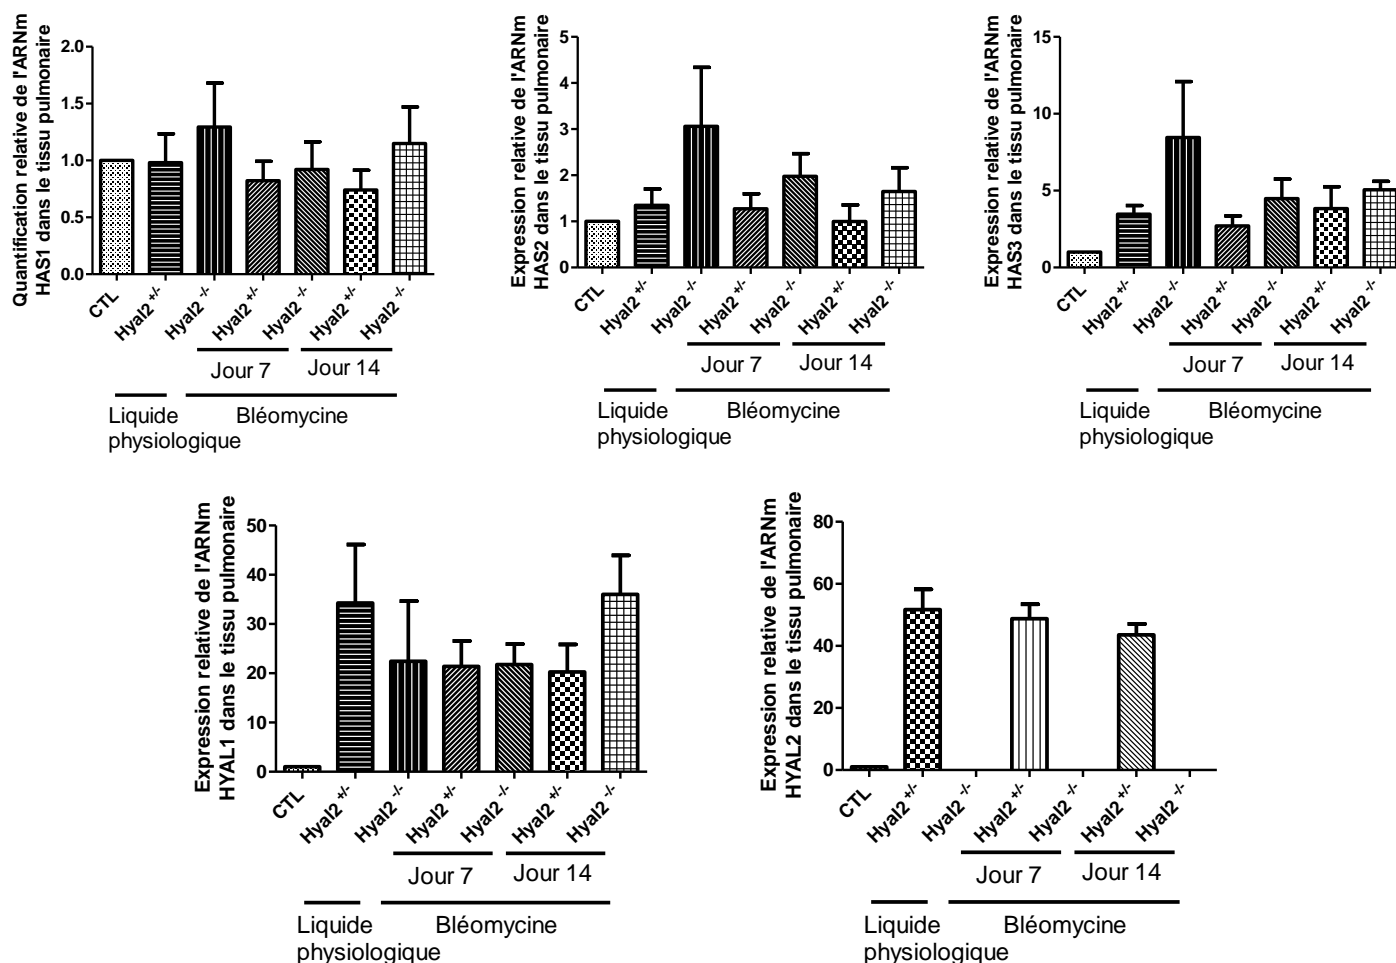 Quantification relative de l'ARNm
HAS1 dans le tissu pulmonaire
2.0
1.5
1.0
0.5
0.0
CTL
Hyal2 +/-
Hyal2 -/-
Hyal2 +/-
Hyal2 -/-
Hyal2 +/-
Hyal2 -/-
Jour 7
Jour 14
Liquide
physiologique
Bléomycine
Expression relative de l'ARNm
HAS2 dans le tissu pulmonaire
5
4
3
2
1
0
CTL
Hyal2 +/-
Hyal2 -/-
Hyal2 +/-
Hyal2 -/-
Hyal2 +/-
Hyal2 -/-
Jour 7
Jour 14
Liquide
physiologique
Bléomycine
Expression relative de l'ARNm
HAS3 dans le tissu pulmonaire
15
10
5
0
CTL
Hyal2 +/-
Hyal2 -/-
Hyal2 +/-
Hyal2 -/-
Hyal2 +/-
Hyal2 -/-
Jour 7
Jour 14
Liquide
physiologique
Bléomycine
Expression relative de l'ARNm
HYAL1 dans le tissu pulmonaire
50
40
30
20
10
0
CTL
Hyal2 +/-
Hyal2 -/-
Hyal2 +/-
Hyal2 -/-
Hyal2 +/-
Hyal2 -/-
Jour 7
Jour 14
Liquide
physiologique
Bléomycine
Expression relative de l'ARNm
HYAL2 dans le tissu pulmonaire
80
60
40
20
0
CTL
Hyal2 +/-
Hyal2 -/-
Hyal2 +/-
Hyal2 -/-
Hyal2 +/-
Hyal2 -/-
Jour 7
Jour 14
Liquide
physiologique
Bléomycine